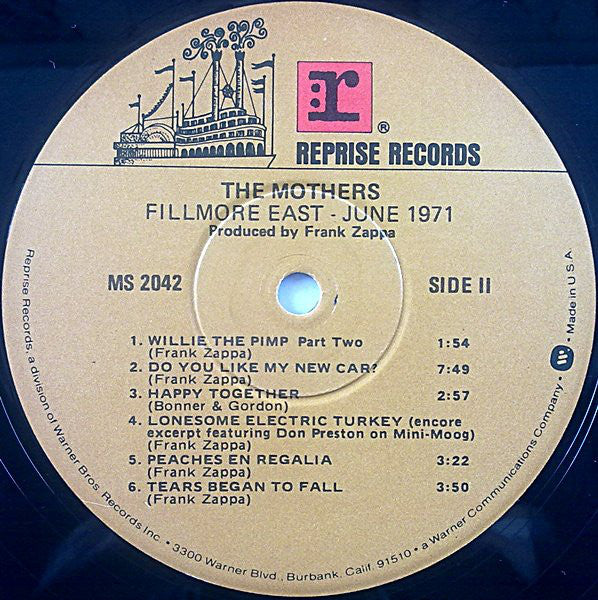 :r
®
REPRISE RECORDS
THE MOTHERS
FILLMORE EAST - JUNE 1971
Produced by Frank Zappa
MS 2042 SIDE II
1. WILLIE THE PIMP Part Two 1:54
(Frank Zappa)
2. DO YOU LIKE MY NEW CAR? 7:49
(Frank Zappa)
3. HAPPY TOGETHER 2:57
(Bonner & Gordon)
4. LONESOME ELECTRIC TURKEY (encore
excerpt featuring Don Preston on Mini-Moog)
(Frank Zappa)
5. PEACHES EN REGALIA 3:22
(Frank Zappa)
6. TEARS BEGAN TO FALL 3:50
(Frank Zappa)
Reprise Records, a division of Warner Bros. Records Inc. • 3300 Warner Blvd., Burbank, Calif. 91510 • a Warner Communications Company. • W • Made in U.S.A